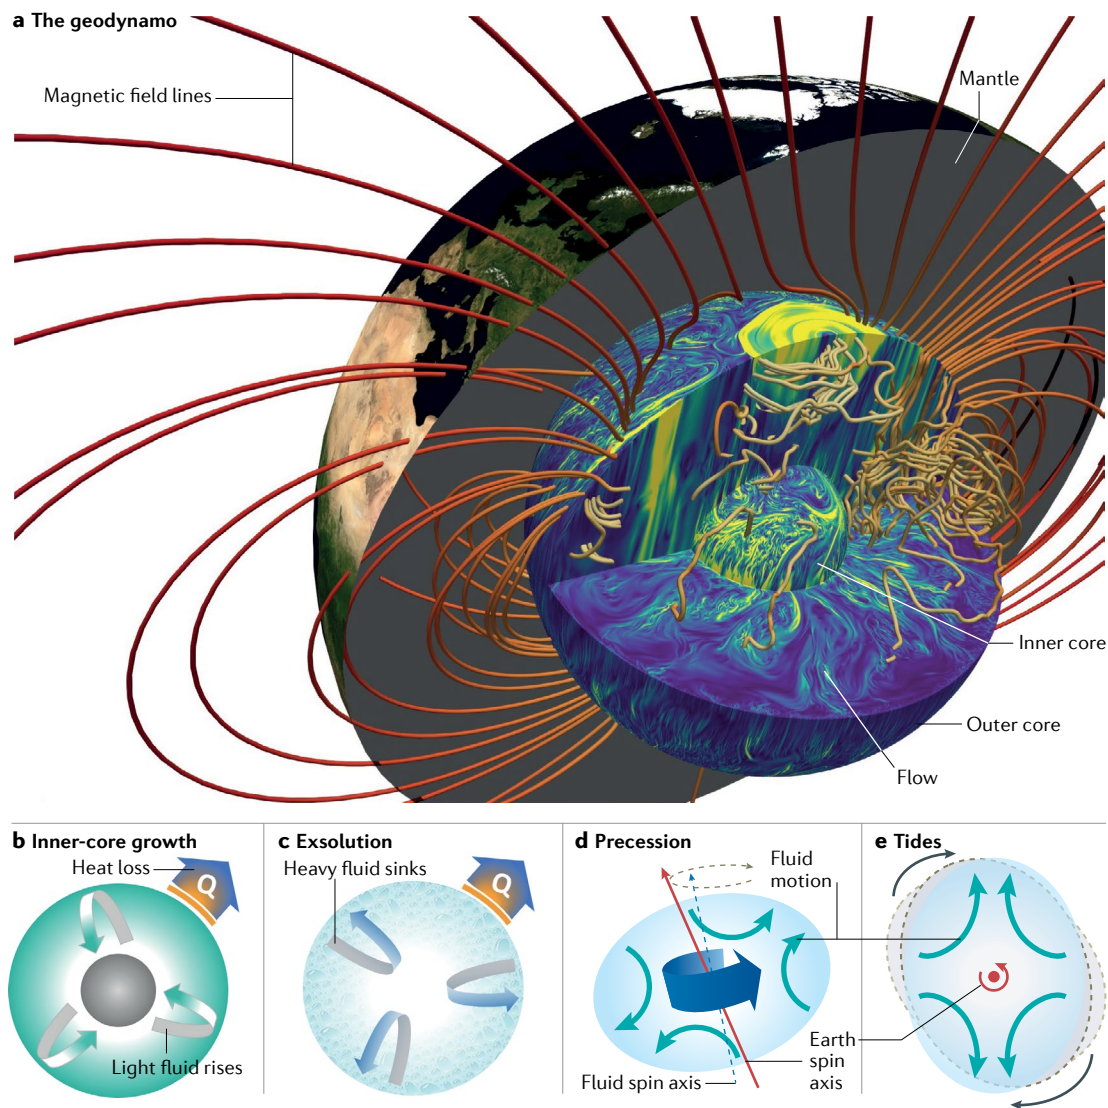 a The geodynamo
Magnetic field lines
Mantle
Inner core
Outer core
Flow
b Inner-core growth
Heat loss
Q
Light fluid rises
c Exsolution
Heavy fluid sinks
Q
d Precession
Fluid
motion
Fluid spin axis
Earth
spin
axis
e Tides